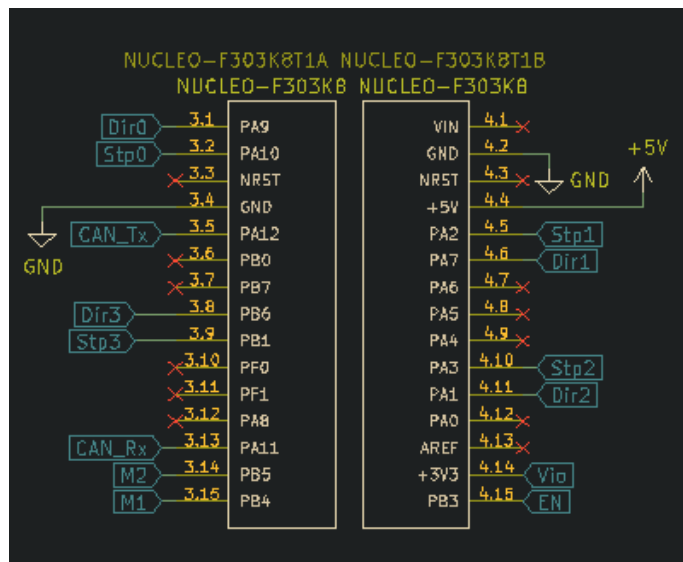 NUCLEO-F303K8T1A NUCLEO-F303K8T1B
NUCLEO-F303K8 NUCLEO-F303K8
Dir0 3.1 PA9 VIN 4.1
Stp0 3.2 PA10 GND 4.2 +5V
3.3 NRST NRST 4.3 GND
3.4 GND +5V 4.4
CAN_Tx 3.5 PA12 PA2 4.5 Stp1
GND 3.6 PB0 PA7 4.6 Dir1
3.7 PB7 PA6 4.7
Dir3 3.8 PB6 PA5 4.8
Stp3 3.9 PB1 PA4 4.9
3.10 PF0 PA3 4.10 Stp2
3.11 PF1 PA1 4.11 Dir2
3.12 PA8 PA0 4.12
CAN_Rx 3.13 PA11 AREF 4.13
M2 3.14 PB5 +3V3 4.14 Vio
M1 3.15 PB4 PB3 4.15 EN